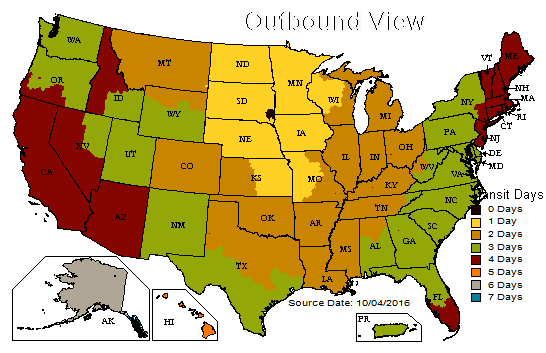 Outbound View
WA
MT
ND
MN
VT
ME
OR
ID
SD
WI
MI
NY
NH
MA
RI
CT
WY
NE
IA
PA
NJ
NV
UT
CO
KS
MO
IL
IN
OH
WV
VA
DE
MD
CA
KY
AZ
NM
OK
AR
TN
NC
SC
TX
LA
MS
AL
GA
FL
ansit Days
0 Days
1 Day
2 Days
3 Days
4 Days
5 Days
6 Days
7 Days
Source Date: 10/04/2016
AK
HI
PR